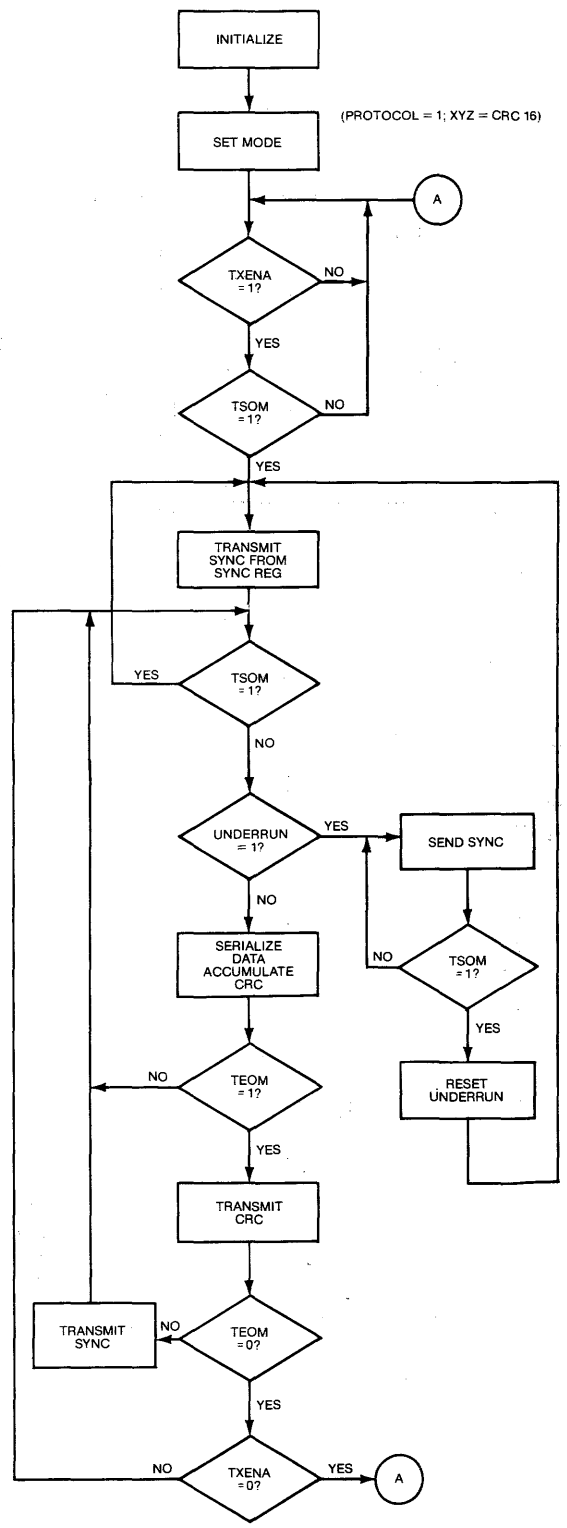 INITIALIZE
SET MODE
(PROTOCOL = 1; XYZ = CRC 16)
A
TXENA
= 1?
NO
YES
TSOM
= 1?
NO
YES
TRANSMIT
SYNC FROM
SYNC REG
TSOM
= 1?
YES
NO
UNDERRUN
= 1?
YES
SEND SYNC
NO
SERIALIZE
DATA
ACCUMULATE
CRC
TSOM
= 1?
NO
YES
RESET
UNDERRUN
TEOM
= 1?
NO
YES
TRANSMIT
CRC
TEOM
=0?
NO
TRANSMIT
SYNC
YES
TXENA
=0?
NO
YES
A